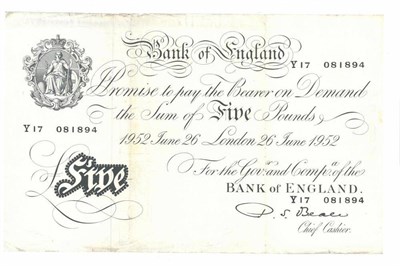 Bank of England
Y17 081894
I Promise to pay the Bearer on Demand
the Sum of Five Pounds
Y17 081894
1952 June 26 London 26 June 1952
For the Govr. and Compa. of the
BANK OF ENGLAND.
Y17 081894
Five
P. S. Beale
Chief Cashier.